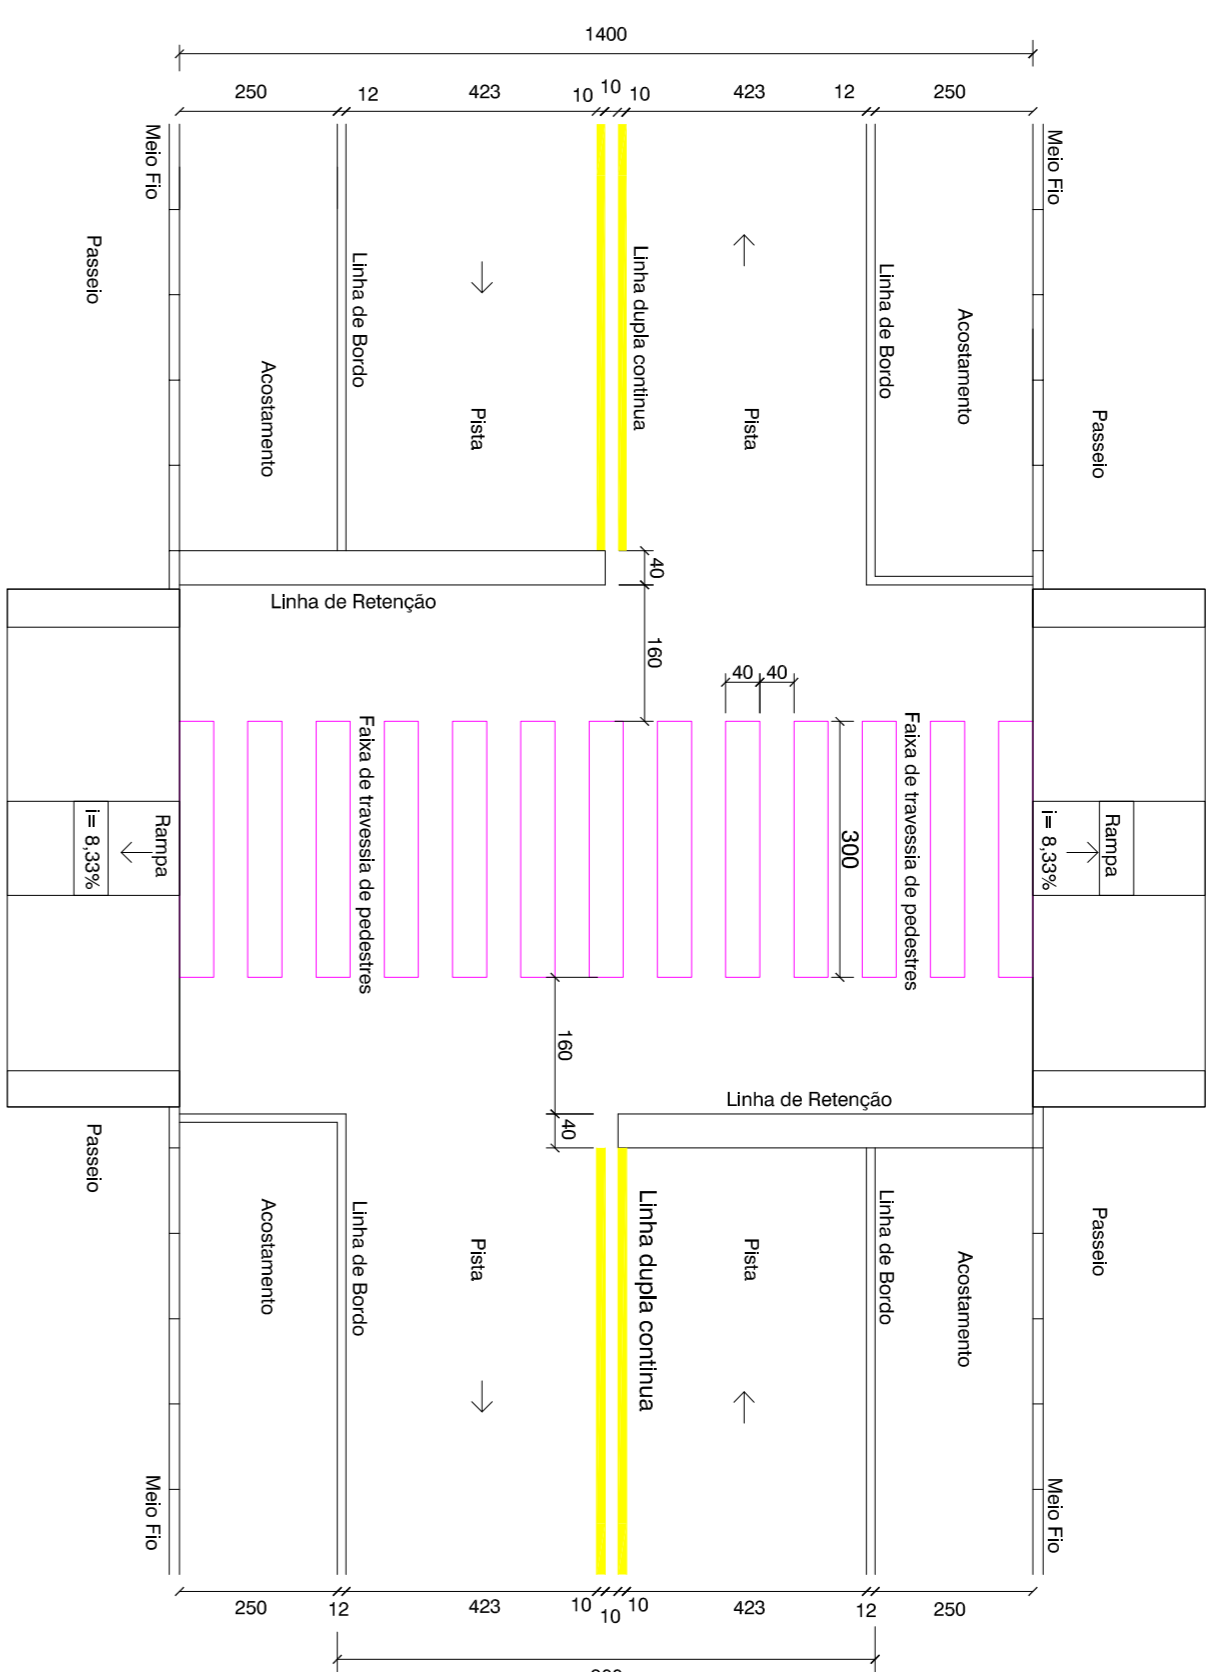 1400
250
12
423
10
10
10
423
12
250
Meio Fio
Meio Fio
Passeio
Linha de Bordo
Linha dupla continua
Linha de Bordo
Acostamento
Acostamento
Pista
Pista
Passeio
40
Linha de Retenção
160
40
40
Faixa de travessia de pedestres
Faixa de travessia de pedestres
300
Rampa
i= 8,33%
Rampa
i= 8,33%
160
Linha de Retenção
40
Passeio
Acostamento
Linha de Bordo
Pista
Linha dupla continua
Pista
Linha de Bordo
Acostamento
Passeio
Meio Fio
Meio Fio
250
12
423
10
10
10
423
12
250